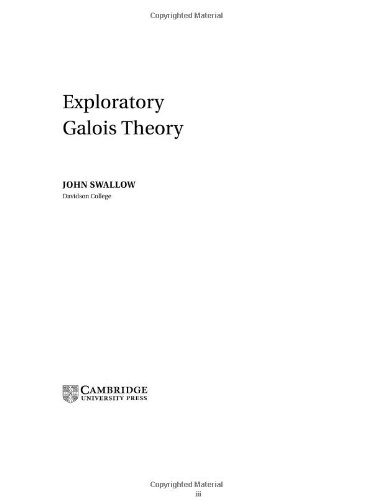 Copyrighted Material
Exploratory
Galois Theory
JOHN SWALLOW
Davidson College
CAMBRIDGE
UNIVERSITY PRESS
Copyrighted Material
iii